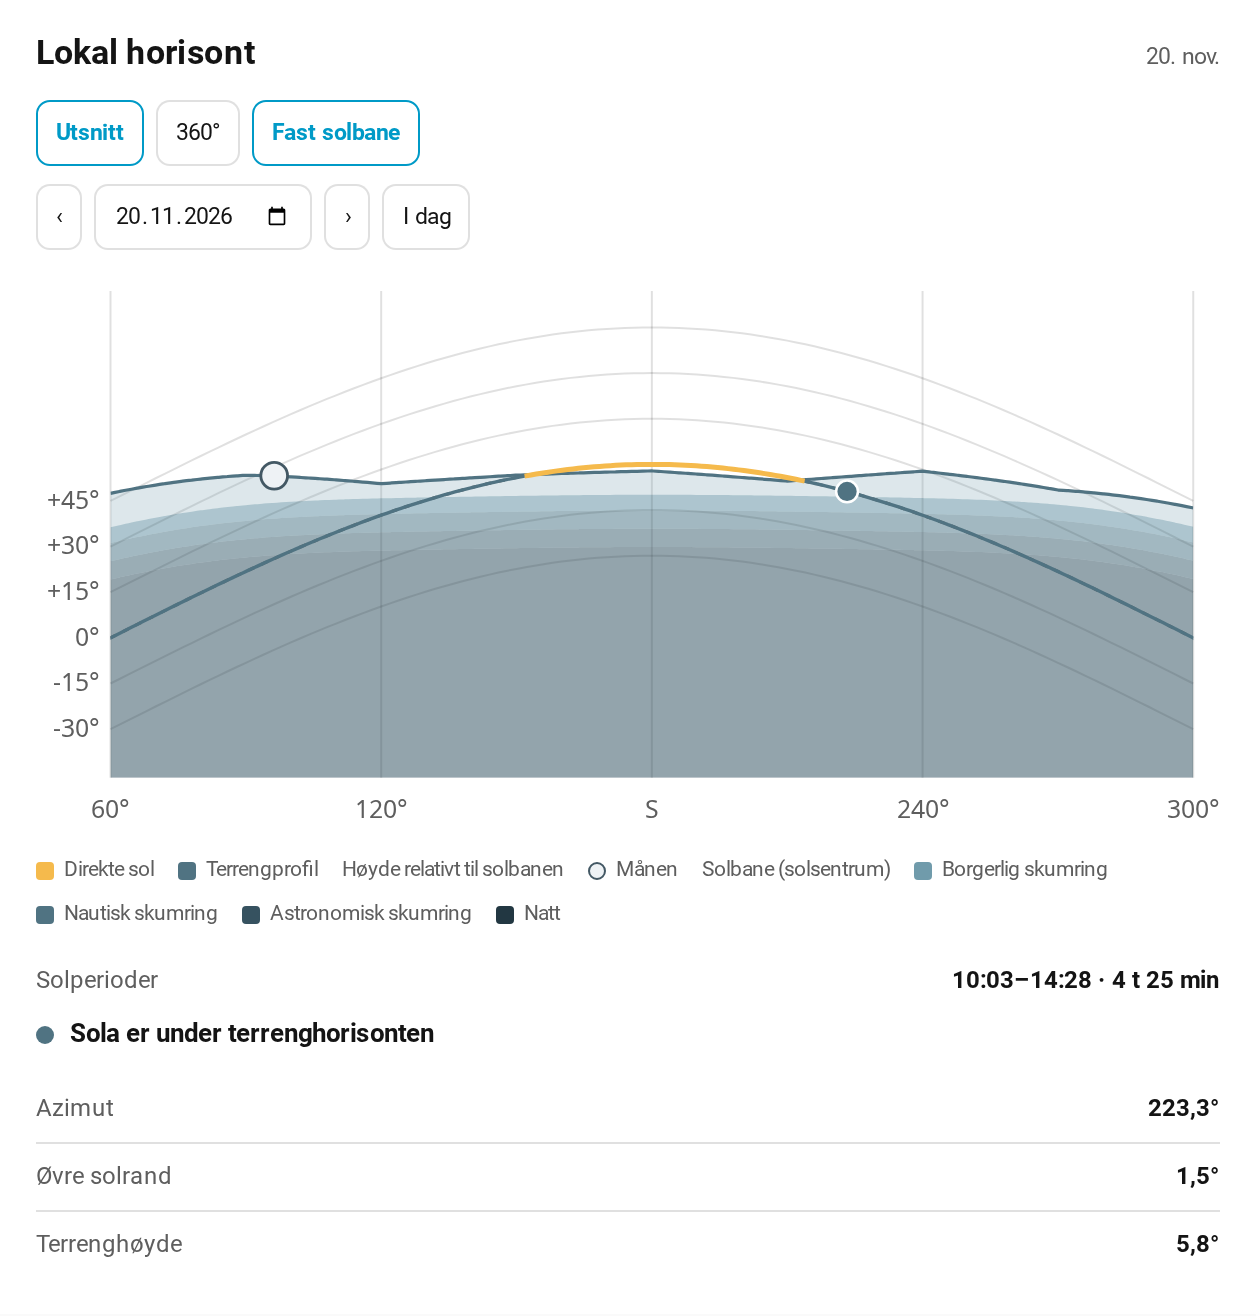 Lokal horisont
20. nov.
Utsnitt 360° Fast solbane
‹ 20.11.2026 › I dag
+45°
+30°
+15°
0°
-15°
-30°
60° 120° S 240° 300°
Direkte sol Terrengprofil Høyde relativt til solbanen Månen Solbane (solsentrum) Borgerlig skumring
Nautisk skumring Astronomisk skumring Natt
Solperioder 10:03–14:28 · 4 t 25 min
Sola er under terrenghorisonten
Azimut 223,3°
Øvre solrand 1,5°
Terrenghøyde 5,8°